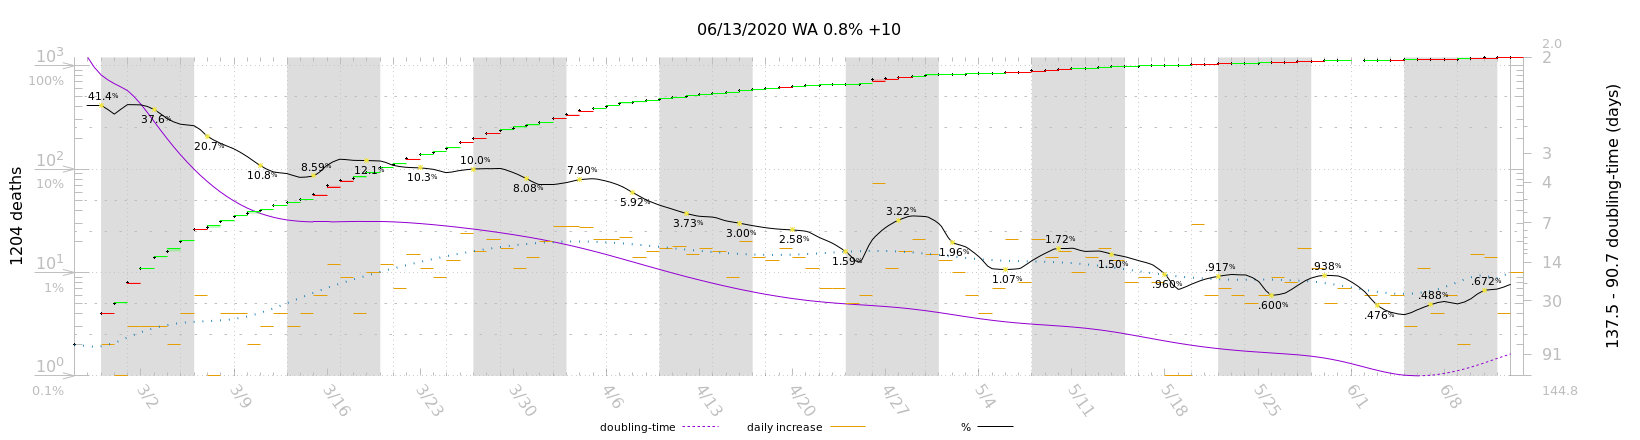 06/13/2020 WA 0.8% +10
10³ 2.0
100% 2
41.4%
37.6%
20.7%
10² 3
10% 10.8% 8.59% 12.1% 10.3% 10.0% 8.08% 7.90% 4
5.92% 3.73% 3.00% 2.58% 1.59% 3.22% 1.96% 1.07% 1.72% 1.50% .960% .917% .600% .938% .476% .488% .672%
7
10¹ 14
1% 30
91
10⁰
0.1% 144.8
1204 deaths
137.5 - 90.7 doubling-time (days)
3/2 3/9 3/16 3/23 3/30 4/6 4/13 4/20 4/27 5/4 5/11 5/18 5/25 6/1 6/8
doubling-time daily increase %